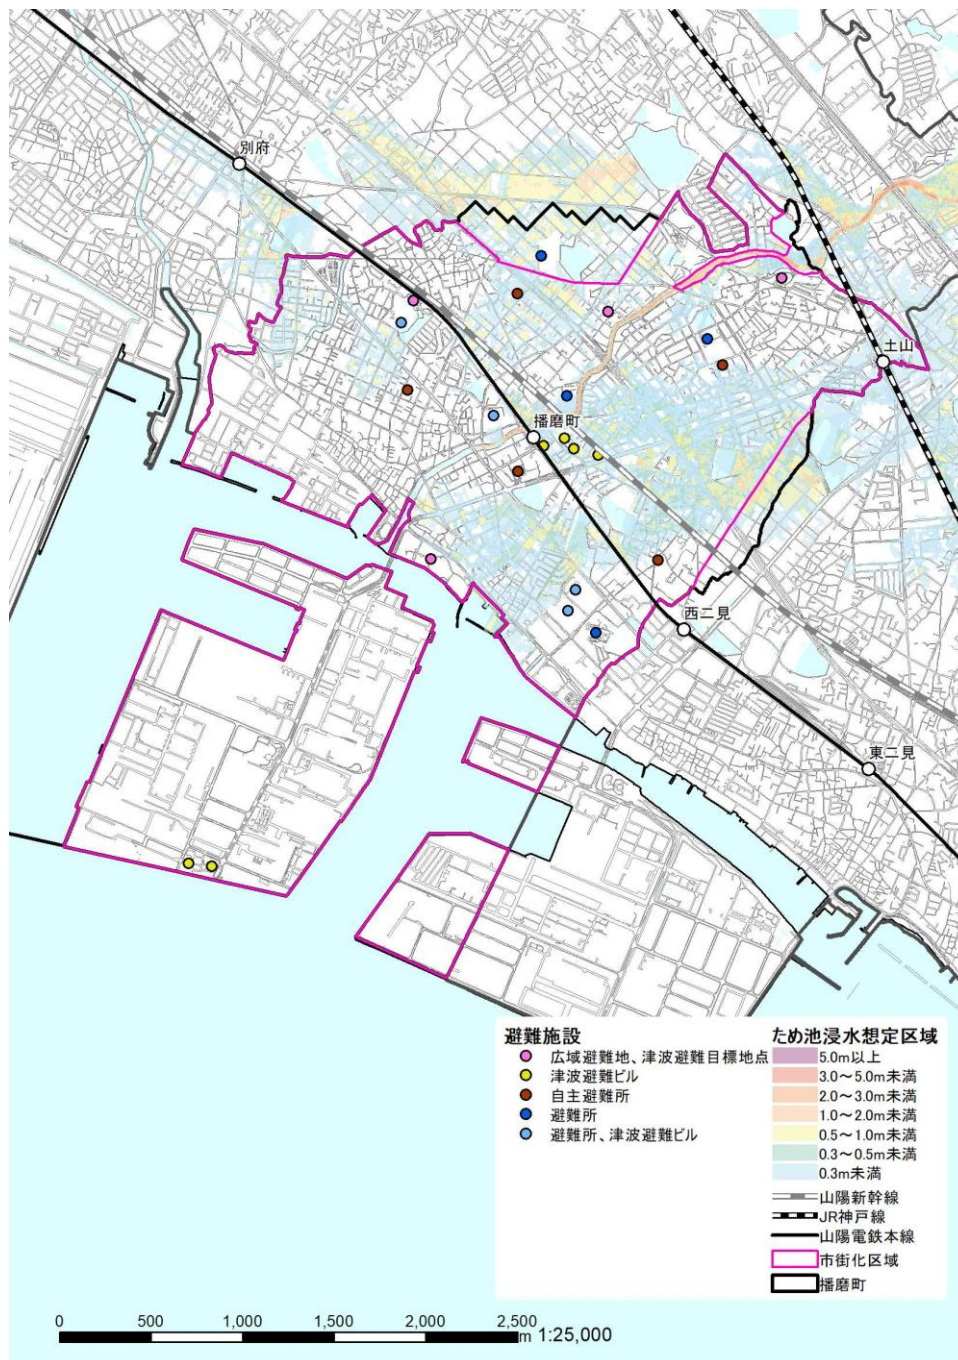 別府
土山
播磨町
西二見
東二見
避難施設
広域避難地、津波避難目標地点
津波避難ビル
自主避難所
避難所
避難所、津波避難ビル
ため池浸水想定区域
5.0m以上
3.0～5.0m未満
2.0～3.0m未満
1.0～2.0m未満
0.5～1.0m未満
0.3～0.5m未満
0.3m未満
山陽新幹線
JR神戸線
山陽電鉄本線
市街化区域
播磨町
0 500 1,000 1,500 2,000 2,500
m 1:25,000